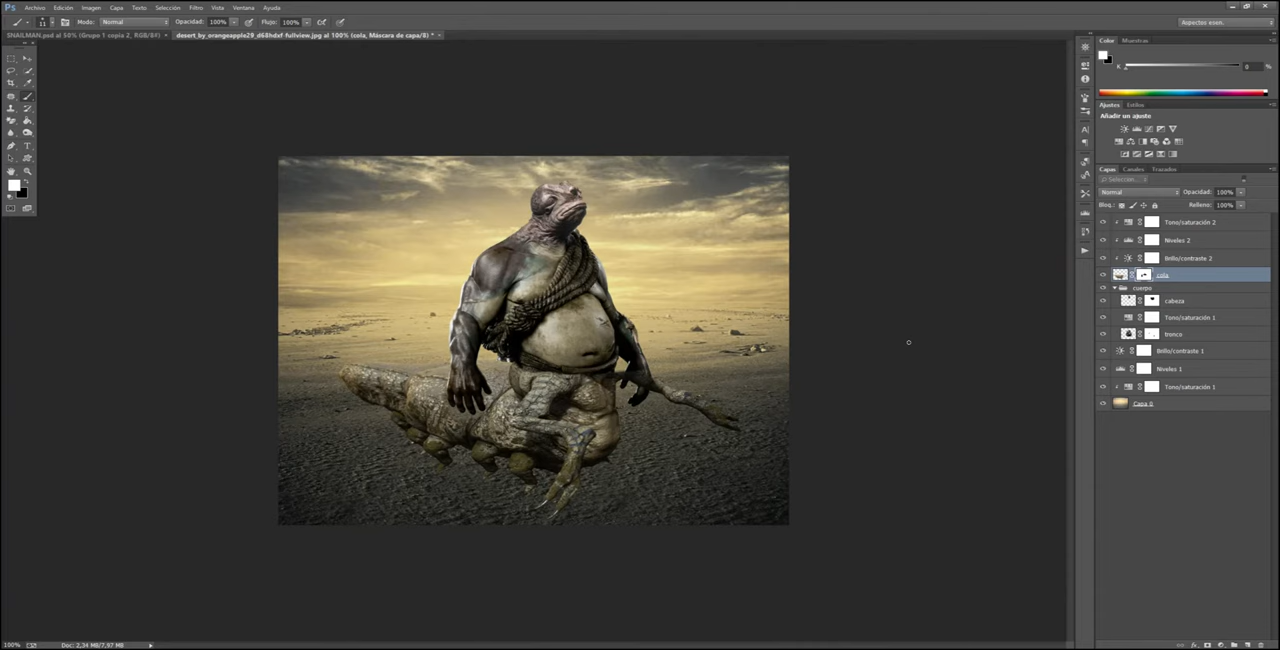 Ps Archivo Edición Imagen Capa Texto Selección Filtro Vista Ventana Ayuda
11 Modo: Normal Opacidad: 100% Flujo: 100% Aspectos esen.
SNAILMAN.psd al 50% (Grupo 1 copia 2, RGB/8#) × desert_by_orangeapple29_d68hdxf-fullview.jpg al 100% (cola, Máscara de capa/8) * ×
Color Muestras
K 0 %
Ajustes Estilos
Añadir un ajuste
Capas Canales Trazados
Normal Opacidad: 100%
Bloq.: Relleno: 100%
Tono/saturación 2
Niveles 2
Brillo/contraste 2
cola
cuerpo
cabeza
Tono/saturación 1
tronco
Brillo/contraste 1
Niveles 1
Tono/saturación 1
Capa 0
100% Doc: 2,34 MB/7,97 MB